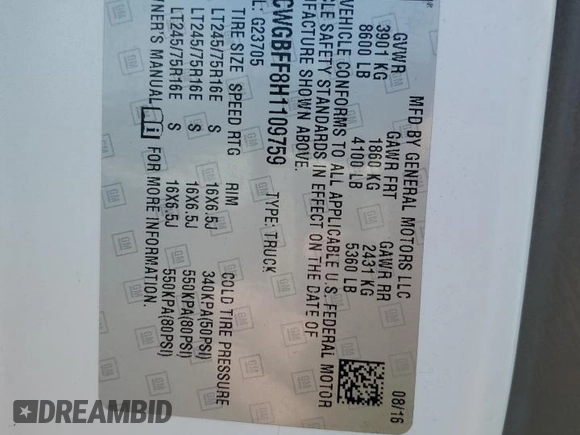 MFD BY GENERAL MOTORS LLC 08/16
GVWR GAWR FRT GAWR RR
3901 KG 1860 KG 2431 KG
8600 LB 4100 LB 5360 LB
VEHICLE CONFORMS TO ALL APPLICABLE U.S. FEDERAL MOTOR
CLE SAFETY STANDARDS IN EFFECT ON THE DATE OF
NUFACTURE SHOWN ABOVE.
CWGBFF8H1109759 TYPE: TRUCK
L: G23705
TIRE SIZE SPEED RTG RIM COLD TIRE PRESSURE
LT245/75R16E S 16X6.5J 340KPA(50PSI)
LT245/75R16E S 16X6.5J 550KPA(80PSI)
LT245/75R16E S 16X6.5J 550KPA(80PSI)
NER'S MANUAL FOR MORE INFORMATION.
GM
DREAMBID